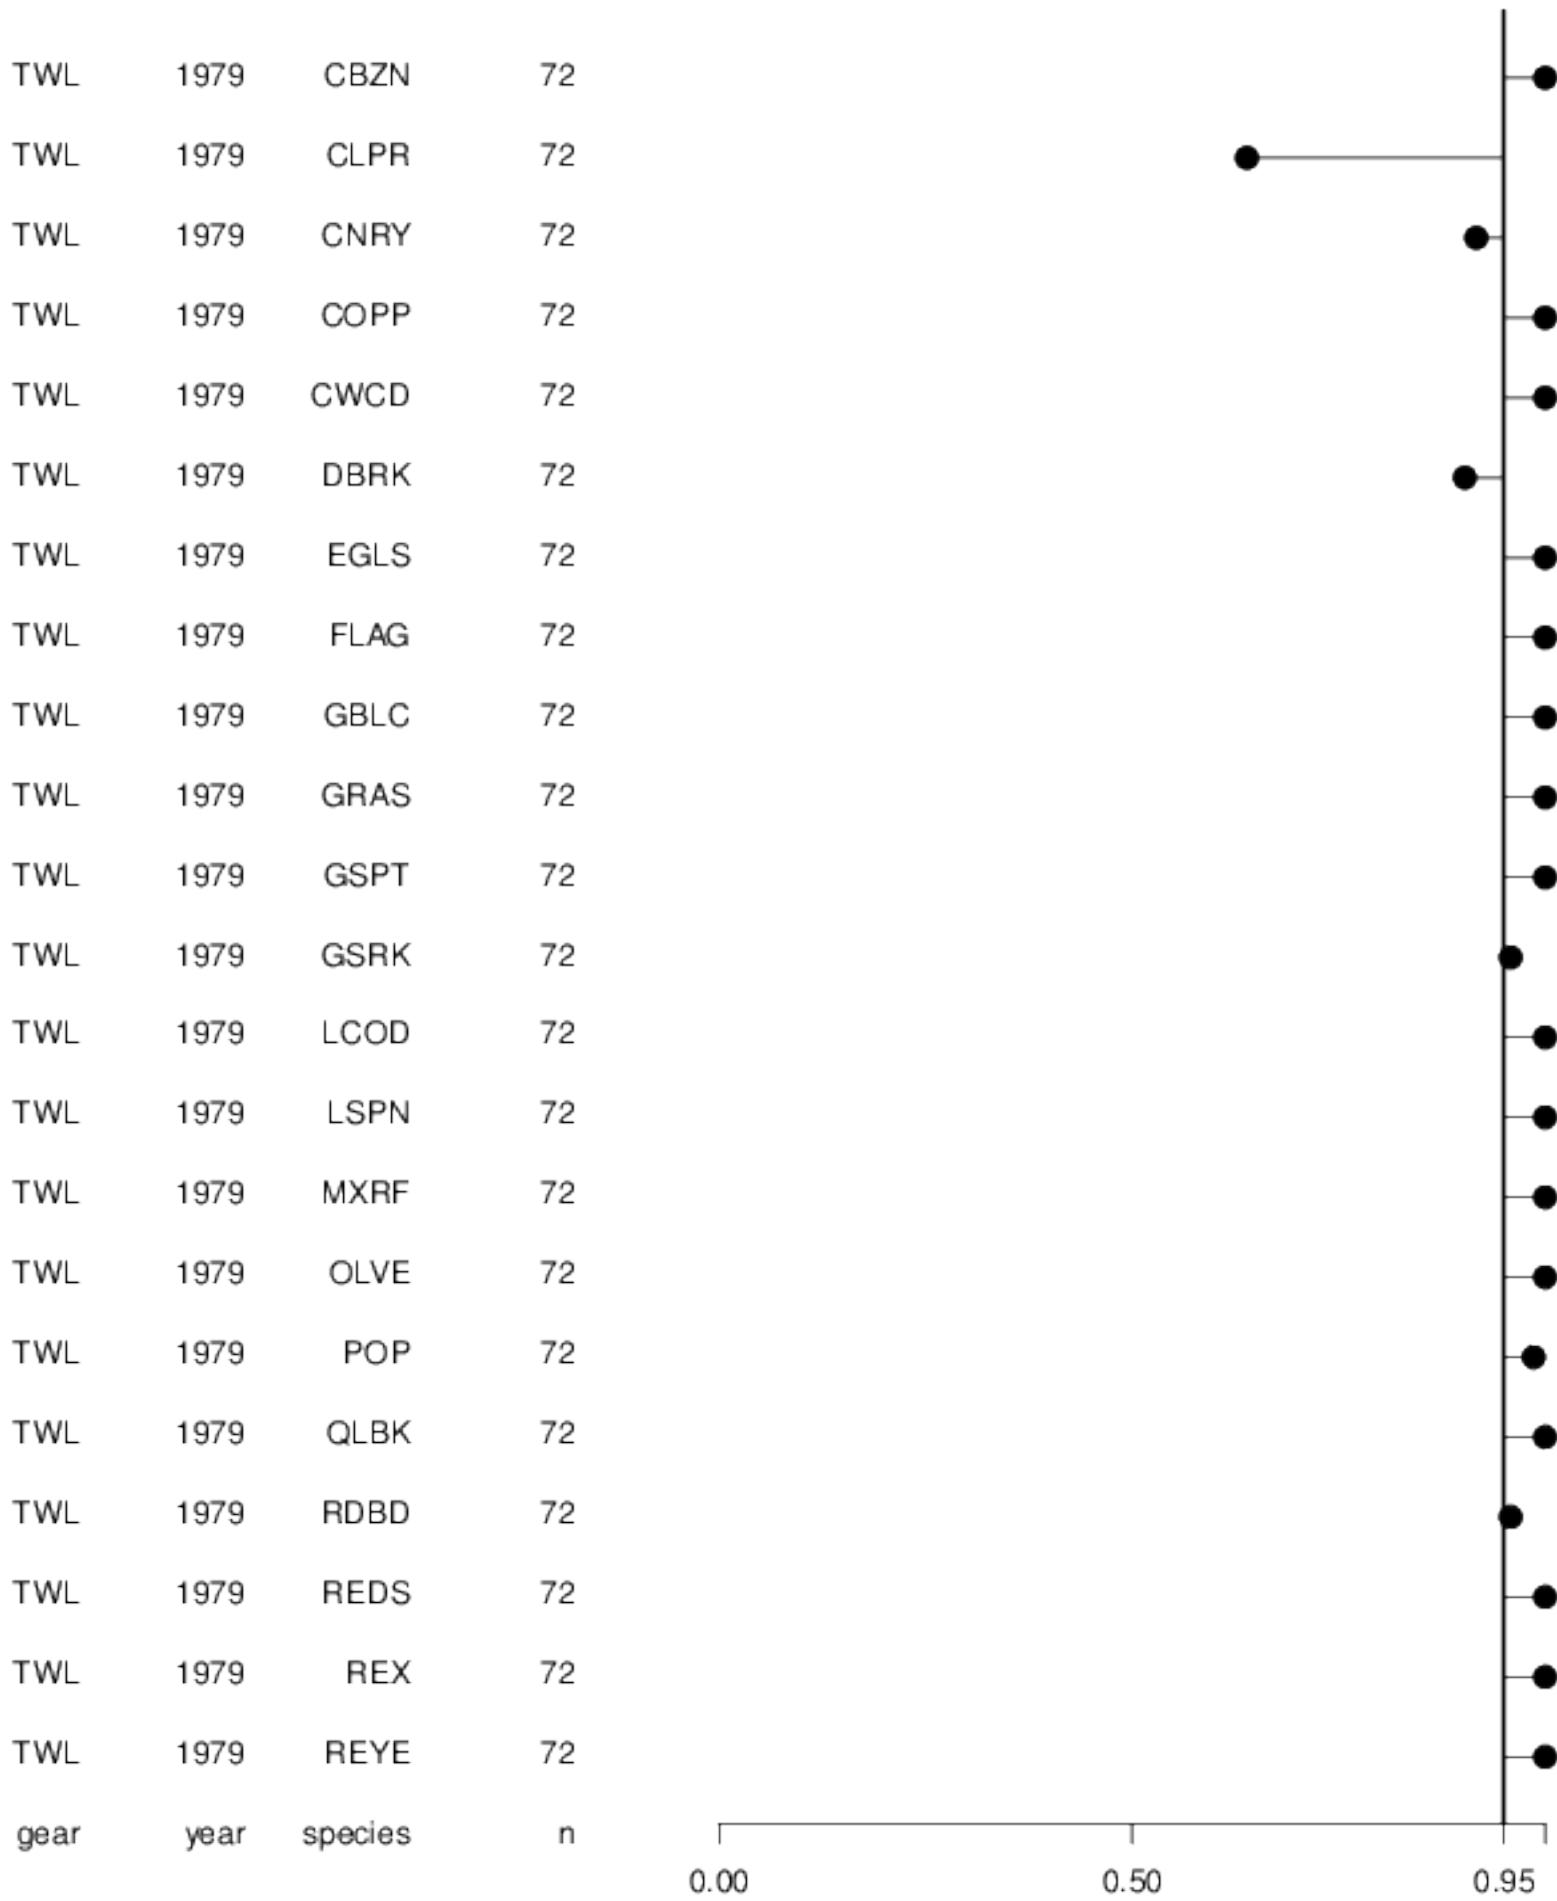 TWL 1979 CBZN 72
TWL 1979 CLPR 72
TWL 1979 CNRY 72
TWL 1979 COPP 72
TWL 1979 CWCD 72
TWL 1979 DBRK 72
TWL 1979 EGLS 72
TWL 1979 FLAG 72
TWL 1979 GBLC 72
TWL 1979 GRAS 72
TWL 1979 GSPT 72
TWL 1979 GSRK 72
TWL 1979 LCOD 72
TWL 1979 LSPN 72
TWL 1979 MXRF 72
TWL 1979 OLVE 72
TWL 1979 POP 72
TWL 1979 QLBK 72
TWL 1979 RDBD 72
TWL 1979 REDS 72
TWL 1979 REX 72
TWL 1979 REYE 72
gear year species n
0.00 0.50 0.95